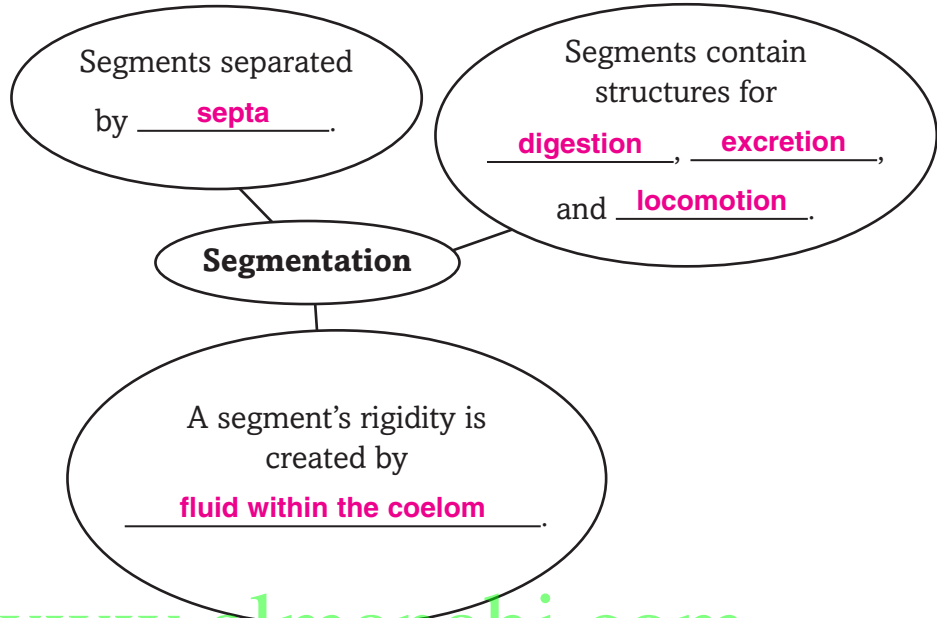 Segments separated
by septa.
Segments contain
structures for
digestion, excretion,
and locomotion.
Segmentation
A segment's rigidity is
created by
fluid within the coelom.